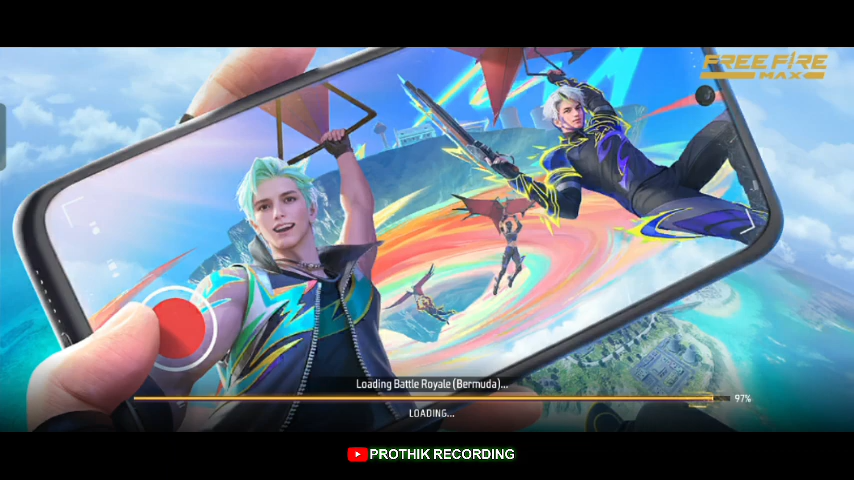 FREE FIRE
MAX
Loading Battle Royale (Bermuda)...
97%
LOADING...
PROTHIK RECORDING